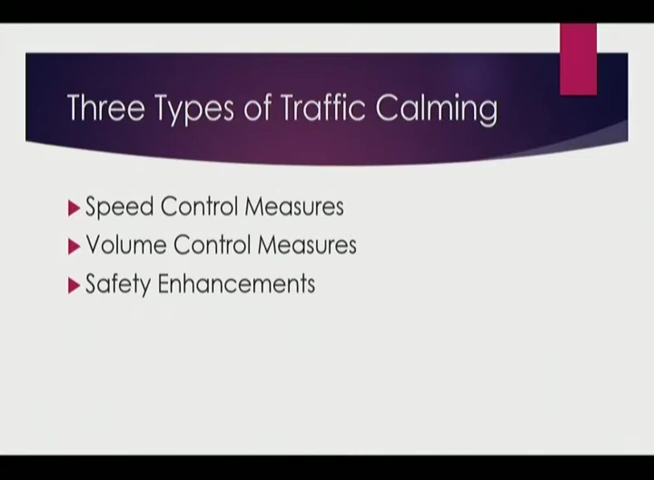 Three Types of Traffic Calming
Speed Control Measures
Volume Control Measures
Safety Enhancements